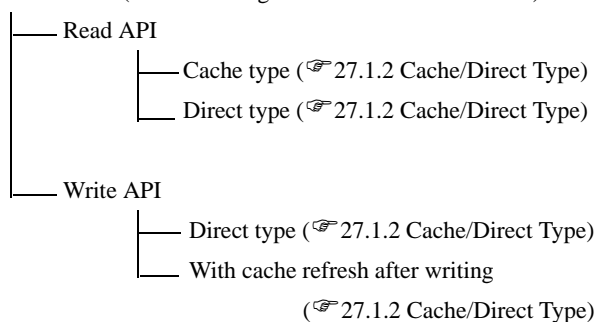 Read API
Cache type (☞27.1.2 Cache/Direct Type)
Direct type (☞27.1.2 Cache/Direct Type)
Write API
Direct type (☞27.1.2 Cache/Direct Type)
With cache refresh after writing
(☞27.1.2 Cache/Direct Type)